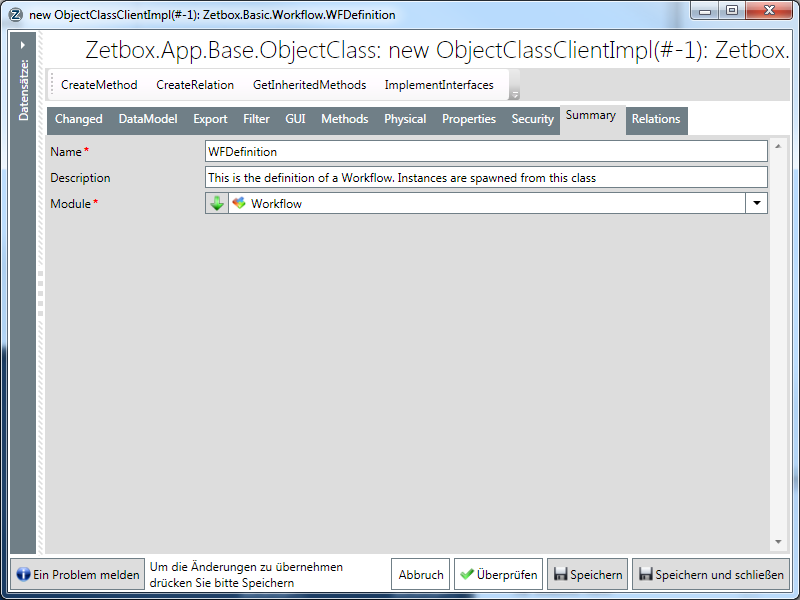 new ObjectClassClientImpl(#-1): Zetbox.Basic.Workflow.WFDefinition
Datensätze:
Zetbox.App.Base.ObjectClass: new ObjectClassClientImpl(#-1): Zetbox.
CreateMethod CreateRelation GetInheritedMethods ImplementInterfaces
Changed DataModel Export Filter GUI Methods Physical Properties Security Summary Relations
Name* WFDefinition
Description This is the definition of a Workflow. Instances are spawned from this class
Module* Workflow
Ein Problem melden
Um die Änderungen zu übernehmen
drücken Sie bitte Speichern
Abbruch Überprüfen Speichern Speichern und schließen